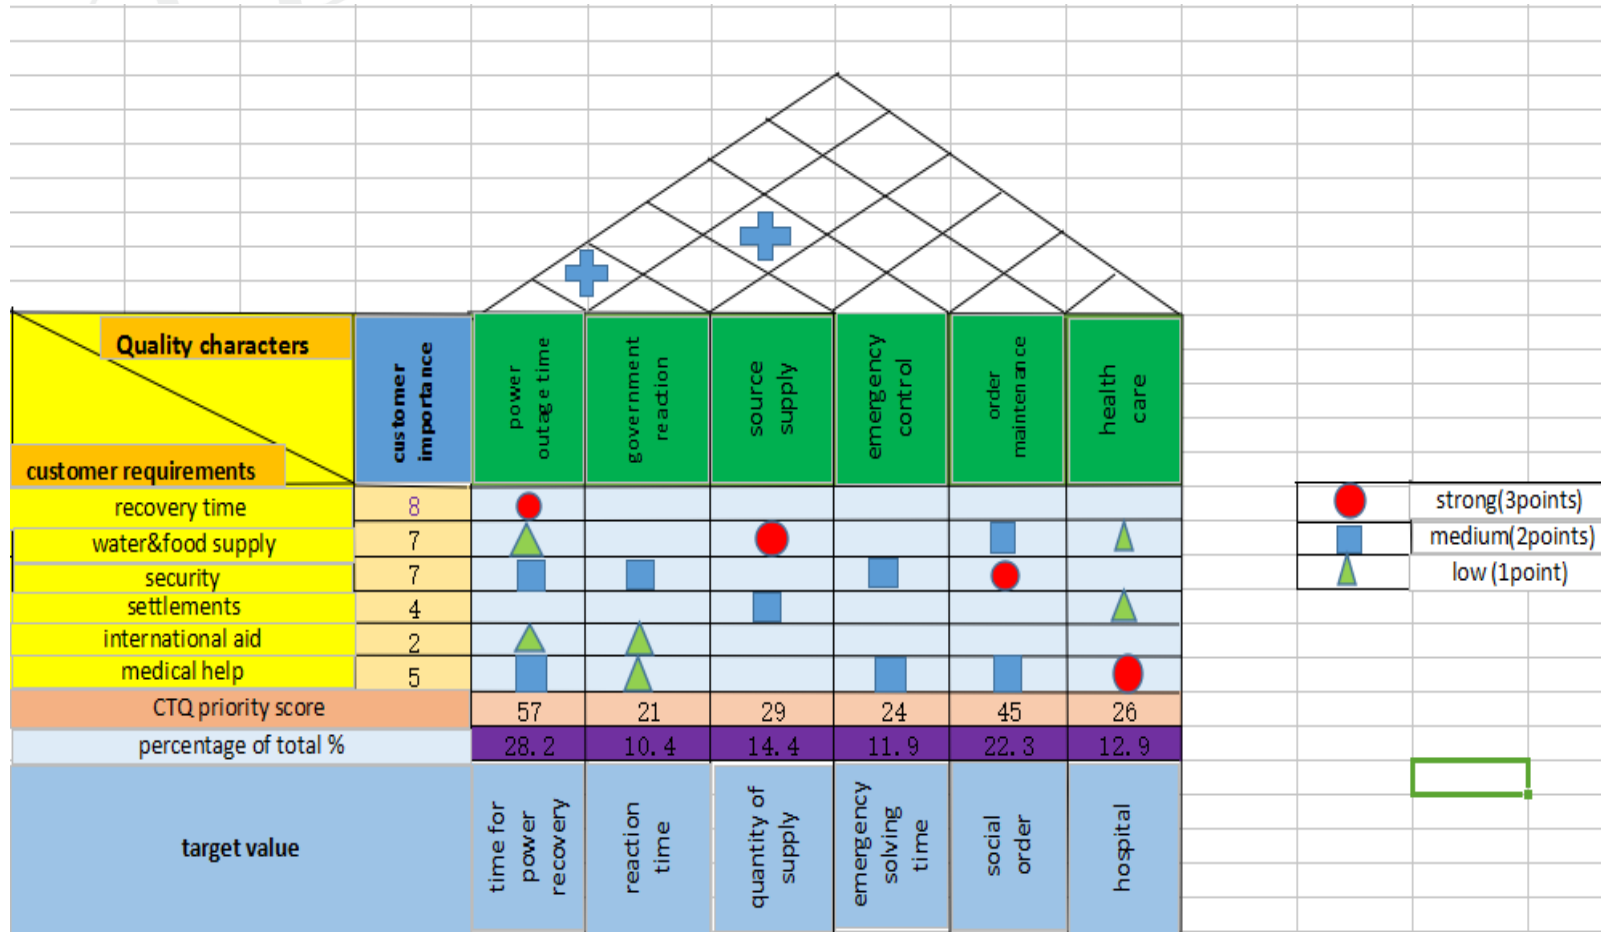 Quality characters
customer requirements
customer
importance
power
outage time
government
reaction
source
supply
emergency
control
order
maintenance
health
care
recovery time
8
water&food supply
7
security
7
settlements
4
international aid
2
medical help
5
CTQ priority score
57
21
29
24
45
26
percentage of total %
28.2
10.4
14.4
11.9
22.3
12.9
target value
time for
power
recovery
reaction
time
quantity of
supply
emergency
solving
time
social
order
hospital
strong(3points)
medium(2points)
low (1point)